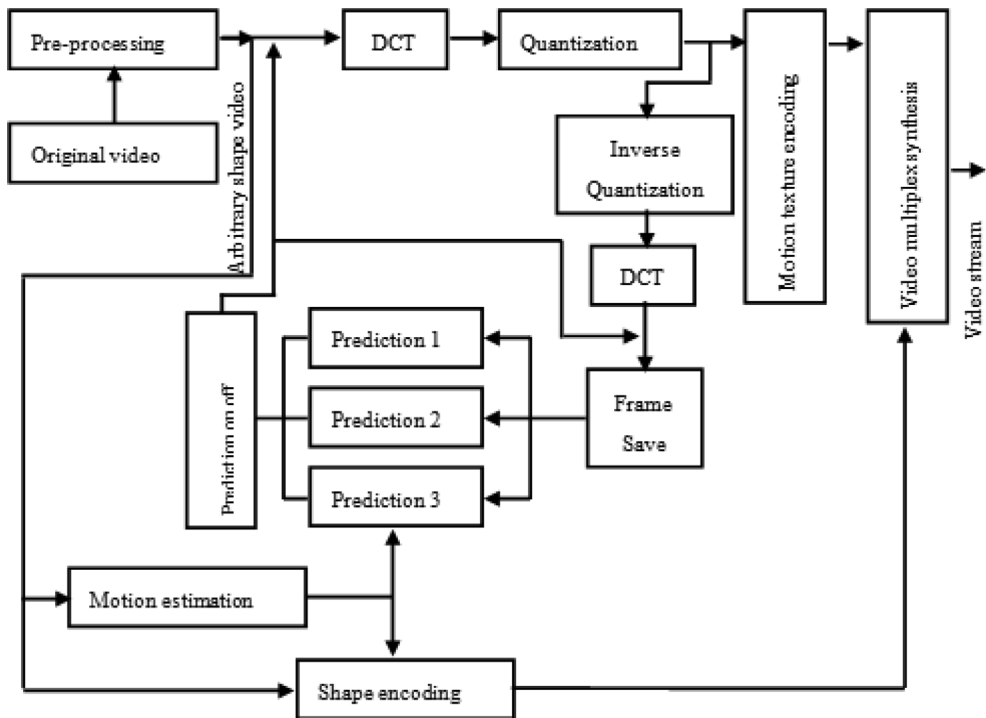 Pre-processing
DCT
Quantization
Original video
Arbitrary shape video
Inverse
Quantization
Motion texture encoding
Video multiplex synthesis
Video stream
DCT
Prediction 1
Prediction 2
Prediction 3
Prediction on off
Frame
Save
Motion estimation
Shape encoding